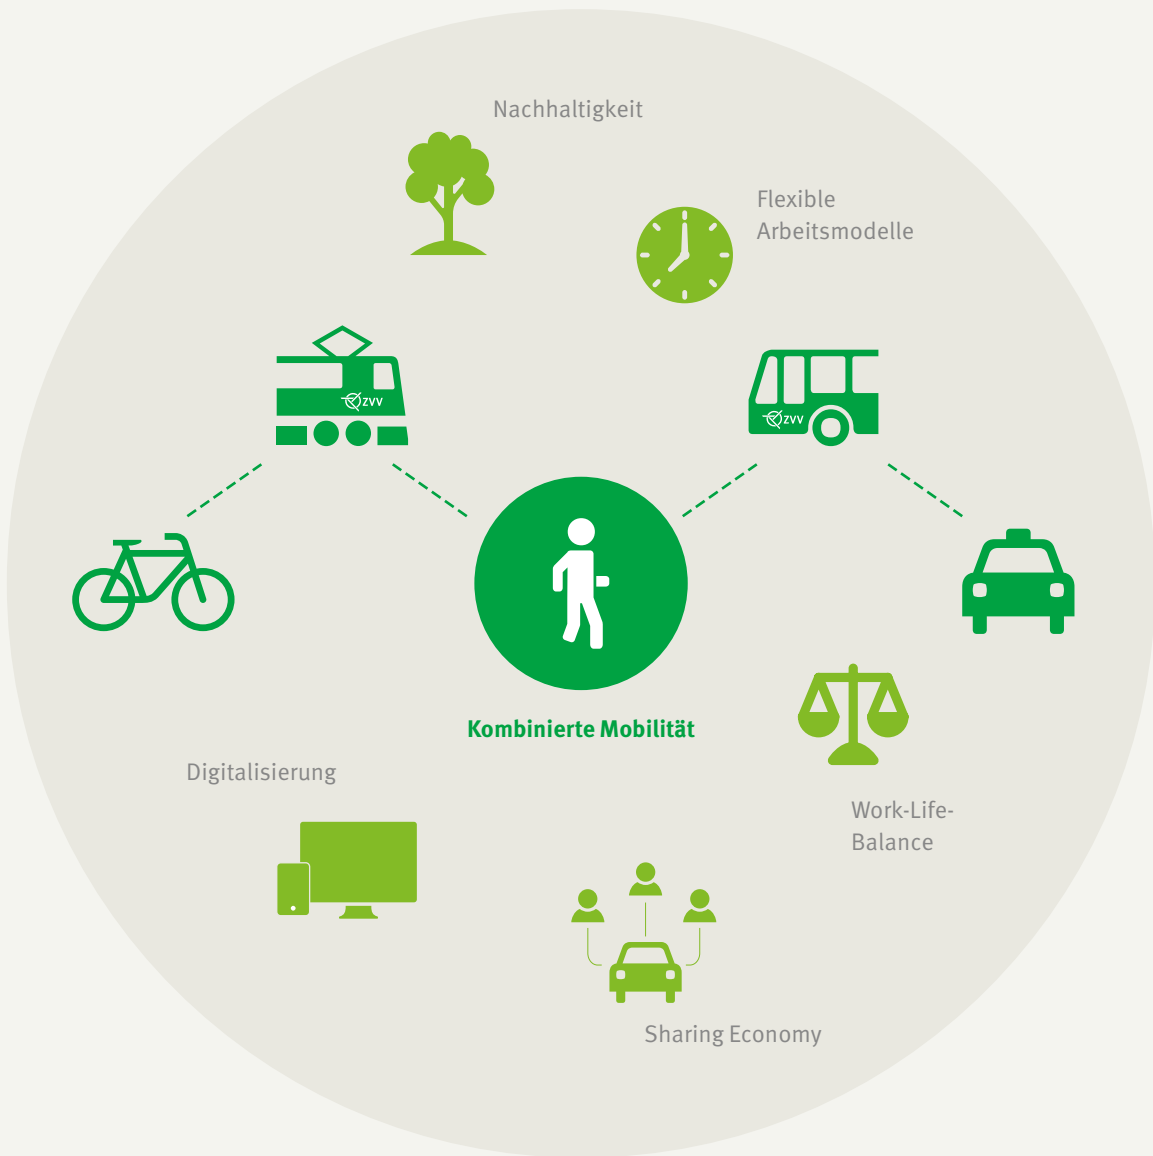 Nachhaltigkeit
Flexible
Arbeitsmodelle
ZVV
ZVV
Kombinierte Mobilität
Digitalisierung
Work-Life-
Balance
Sharing Economy